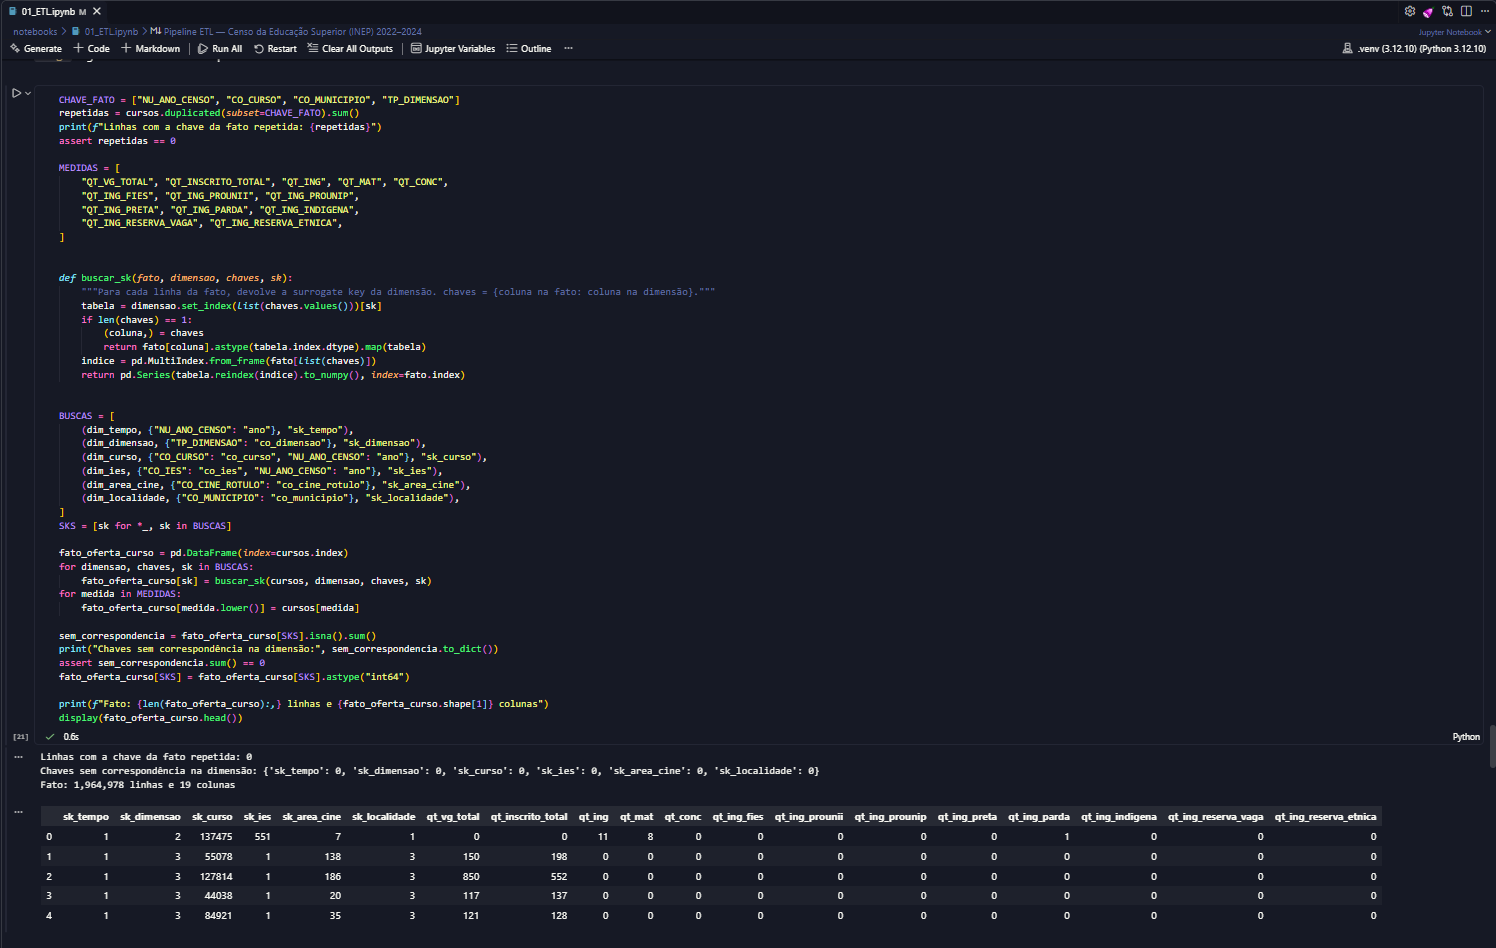 01_ETL.ipynb M
notebooks > 01_ETL.ipynb > M↓ Pipeline ETL — Censo da Educação Superior (INEP) 2022–2024
Jupyter Notebook
Generate + Code + Markdown | Run All Restart Clear All Outputs | Jupyter Variables Outline ...
.venv (3.12.10) (Python 3.12.10)
CHAVE_FATO = ["NU_ANO_CENSO", "CO_CURSO", "CO_MUNICIPIO", "TP_DIMENSAO"]
repetidas = cursos.duplicated(subset=CHAVE_FATO).sum()
print(f"Linhas com a chave da fato repetida: {repetidas}")
assert repetidas == 0
MEDIDAS = [
"QT_VG_TOTAL", "QT_INSCRITO_TOTAL", "QT_ING", "QT_MAT", "QT_CONC",
"QT_ING_FIES", "QT_ING_PROUNII", "QT_ING_PROUNIP",
"QT_ING_PRETA", "QT_ING_PARDA", "QT_ING_INDIGENA",
"QT_ING_RESERVA_VAGA", "QT_ING_RESERVA_ETNICA",
]
def buscar_sk(fato, dimensao, chaves, sk):
"""Para cada linha da fato, devolve a surrogate key da dimensão. chaves = {coluna na fato: coluna na dimensão}."""
tabela = dimensao.set_index(list(chaves.values()))[sk]
if len(chaves) == 1:
(coluna,) = chaves
return fato[coluna].astype(tabela.index.dtype).map(tabela)
indice = pd.MultiIndex.from_frame(fato[list(chaves)])
return pd.Series(tabela.reindex(indice).to_numpy(), index=fato.index)
BUSCAS = [
(dim_tempo, {"NU_ANO_CENSO": "ano"}, "sk_tempo"),
(dim_dimensao, {"TP_DIMENSAO": "co_dimensao"}, "sk_dimensao"),
(dim_curso, {"CO_CURSO": "co_curso", "NU_ANO_CENSO": "ano"}, "sk_curso"),
(dim_ies, {"CO_IES": "co_ies", "NU_ANO_CENSO": "ano"}, "sk_ies"),
(dim_area_cine, {"CO_CINE_ROTULO": "co_cine_rotulo"}, "sk_area_cine"),
(dim_localidade, {"CO_MUNICIPIO": "co_municipio"}, "sk_localidade"),
]
SKS = [sk for *_, sk in BUSCAS]
fato_oferta_curso = pd.DataFrame(index=cursos.index)
for dimensao, chaves, sk in BUSCAS:
fato_oferta_curso[sk] = buscar_sk(cursos, dimensao, chaves, sk)
for medida in MEDIDAS:
fato_oferta_curso[medida.lower()] = cursos[medida]
sem_correspondencia = fato_oferta_curso[SKS].isna().sum()
print("Chaves sem correspondência na dimensão:", sem_correspondencia.to_dict())
assert sem_correspondencia.sum() == 0
fato_oferta_curso[SKS] = fato_oferta_curso[SKS].astype("int64")
print(f"Fato: {len(fato_oferta_curso):,} linhas e {fato_oferta_curso.shape[1]} colunas")
display(fato_oferta_curso.head())
[21] ✓ 0.6s Python
... Linhas com a chave da fato repetida: 0
Chaves sem correspondência na dimensão: {'sk_tempo': 0, 'sk_dimensao': 0, 'sk_curso': 0, 'sk_ies': 0, 'sk_area_cine': 0, 'sk_localidade': 0}
Fato: 1,964,978 linhas e 19 colunas
...
sk_tempo sk_dimensao sk_curso sk_ies sk_area_cine sk_localidade qt_vg_total qt_inscrito_total qt_ing qt_mat qt_conc qt_ing_fies qt_ing_prounii qt_ing_prounip qt_ing_preta qt_ing_parda qt_ing_indigena qt_ing_reserva_vaga qt_ing_reserva_etnica
0 1 2 137475 551 7 1 0 0 11 8 0 0 0 0 0 1 0 0 0
1 1 3 55078 1 138 3 150 198 0 0 0 0 0 0 0 0 0 0 0
2 1 3 127814 1 186 3 850 552 0 0 0 0 0 0 0 0 0 0 0
3 1 3 44038 1 20 3 117 137 0 0 0 0 0 0 0 0 0 0 0
4 1 3 84921 1 35 3 121 128 0 0 0 0 0 0 0 0 0 0 0